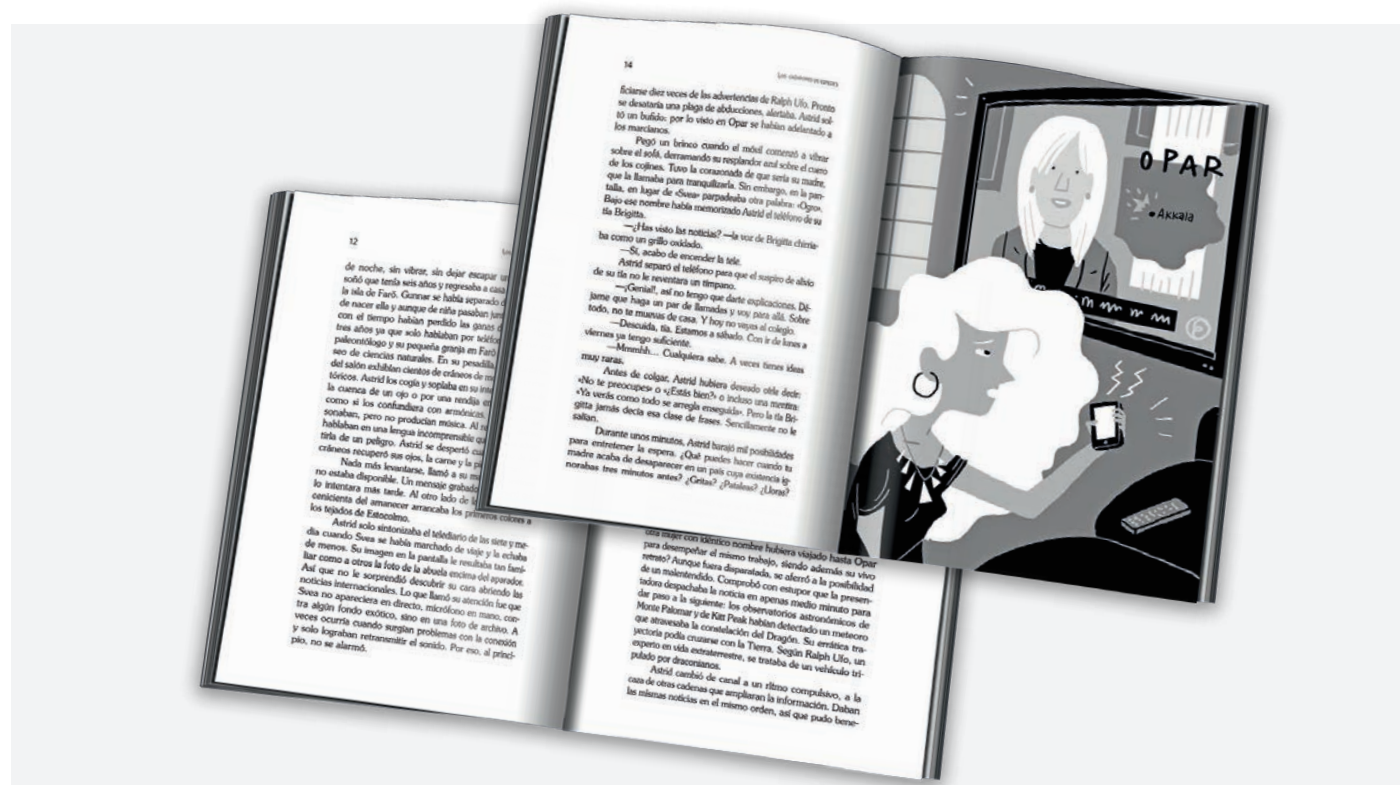 12
de noche, sin vibrar, sin dejar escapar
soñó que tenía seis años y regresaba a casa
la isla de Farö. Gunnar se había separado
de nacer ella y aunque de niña pasaban
con el tiempo habían perdido las ganas
tres años ya que solo hablaban por
paleontólogo y su pequeña granja en Farö
seo de ciencias naturales. En su pesadilla,
del salón exhibían cientos de cráneos de
tóricos. Astrid los cogía y soplaba en su
la cuenca de un ojo o por una rendija en
como si los confundiera con armónicas.
sonaban, pero no producían música. Al
hablaban en una lengua incomprensible
tirla de un peligro. Astrid se despertó
cráneos recuperó sus ojos, la carne y la
Nada más levantarse, llamó a su
no estaba disponible. Un mensaje
lo intentara más tarde. Al otro lado de
cenicienta del amanecer arrancaba los primeros colores a
los tejados de Estocolmo.
Astrid solo sintonizaba el telediario de las siete y me-
dia cuando Svea se había marchado de viaje y la echaba
de menos. Su imagen en la pantalla le resultaba tan fami-
liar como a otros la foto de la abuela encima del aparador.
Así que no le sorprendió descubrir su cara abriendo las
noticias internacionales. Lo que llamó su atención fue que
Svea no apareciera en directo, micrófono en mano, con-
tra algún fondo exótico, sino en una foto de archivo. A
veces ocurría cuando surgían problemas con la conexión
y solo lograban retransmitir el sonido. Por eso, al princi-
pio, no se alarmó.
otra mujer con idéntico nombre hubiera viajado hasta Opar
para desempeñar el mismo trabajo, siendo además su vivo
retrato? Aunque fuera disparatada, se aferró a la posibilidad
de un malentendido. Comprobó con estupor que la presen-
tadora despachaba la noticia en apenas medio minuto para
dar paso a la siguiente: los observatorios astronómicos de
Monte Palomar y de Kitt Peak habían detectado un meteoro
que atravesaba la constelación del Dragón. Su errática tra-
yectoria podía cruzarse con la Tierra. Según Ralph Ufo, un
experto en vida extraterrestre, se trataba de un vehículo tri-
pulado por draconianos.
Astrid cambió de canal a un ritmo compulsivo, a la
caza de otras cadenas que ampliaran la información. Daban
las mismas noticias en el mismo orden, así que pudo bene-
14
ficiarse diez veces de las advertencias de Ralph Ufo. Pronto
se desataría una plaga de abducciones, alertaba. Astrid sol-
tó un bufido: por lo visto en Opar se habían adelantado a
los marcianos.
Pegó un brinco cuando el móvil comenzó a vibrar
sobre el sofá, derramando su resplandor azul sobre el cuero
de los cojines. Tuvo la corazonada de que sería su madre,
que la llamaba para tranquilizarla. Sin embargo, en la pan-
talla, en lugar de «Svea» parpadeaba otra palabra: «Ogro».
Bajo ese nombre había memorizado Astrid el teléfono de su
tía Brigitta.
—¿Has visto las noticias? —la voz de Brigitta chirria-
ba como un grillo oxidado.
—Sí, acabo de encender la tele.
Astrid separó el teléfono para que el suspiro de alivio
de su tía no le reventara un tímpano.
—¡Genial!, así no tengo que darte explicaciones. Dé-
jame que haga un par de llamadas y voy para allá. Sobre
todo, no te muevas de casa. Y hoy no vayas al colegio.
—Descuida, tía. Estamos a sábado. Con ir de lunes a
viernes ya tengo suficiente.
—Mmmhh... Cualquiera sabe. A veces tienes ideas
muy raras.
Antes de colgar, Astrid hubiera deseado oírle decir:
«No te preocupes» o «¿Estás bien?» o incluso una mentira:
«Ya verás como todo se arregla enseguida». Pero la tía Bri-
gitta jamás decía esa clase de frases. Sencillamente no le
salían.
Durante unos minutos, Astrid barajó mil posibilidades
para entretener la espera. ¿Qué puedes hacer cuando tu
madre acaba de desaparecer en un país cuya existencia ig-
norabas tres minutos antes? ¿Gritas? ¿Pataleas? ¿Lloras?
OPAR
Akkala